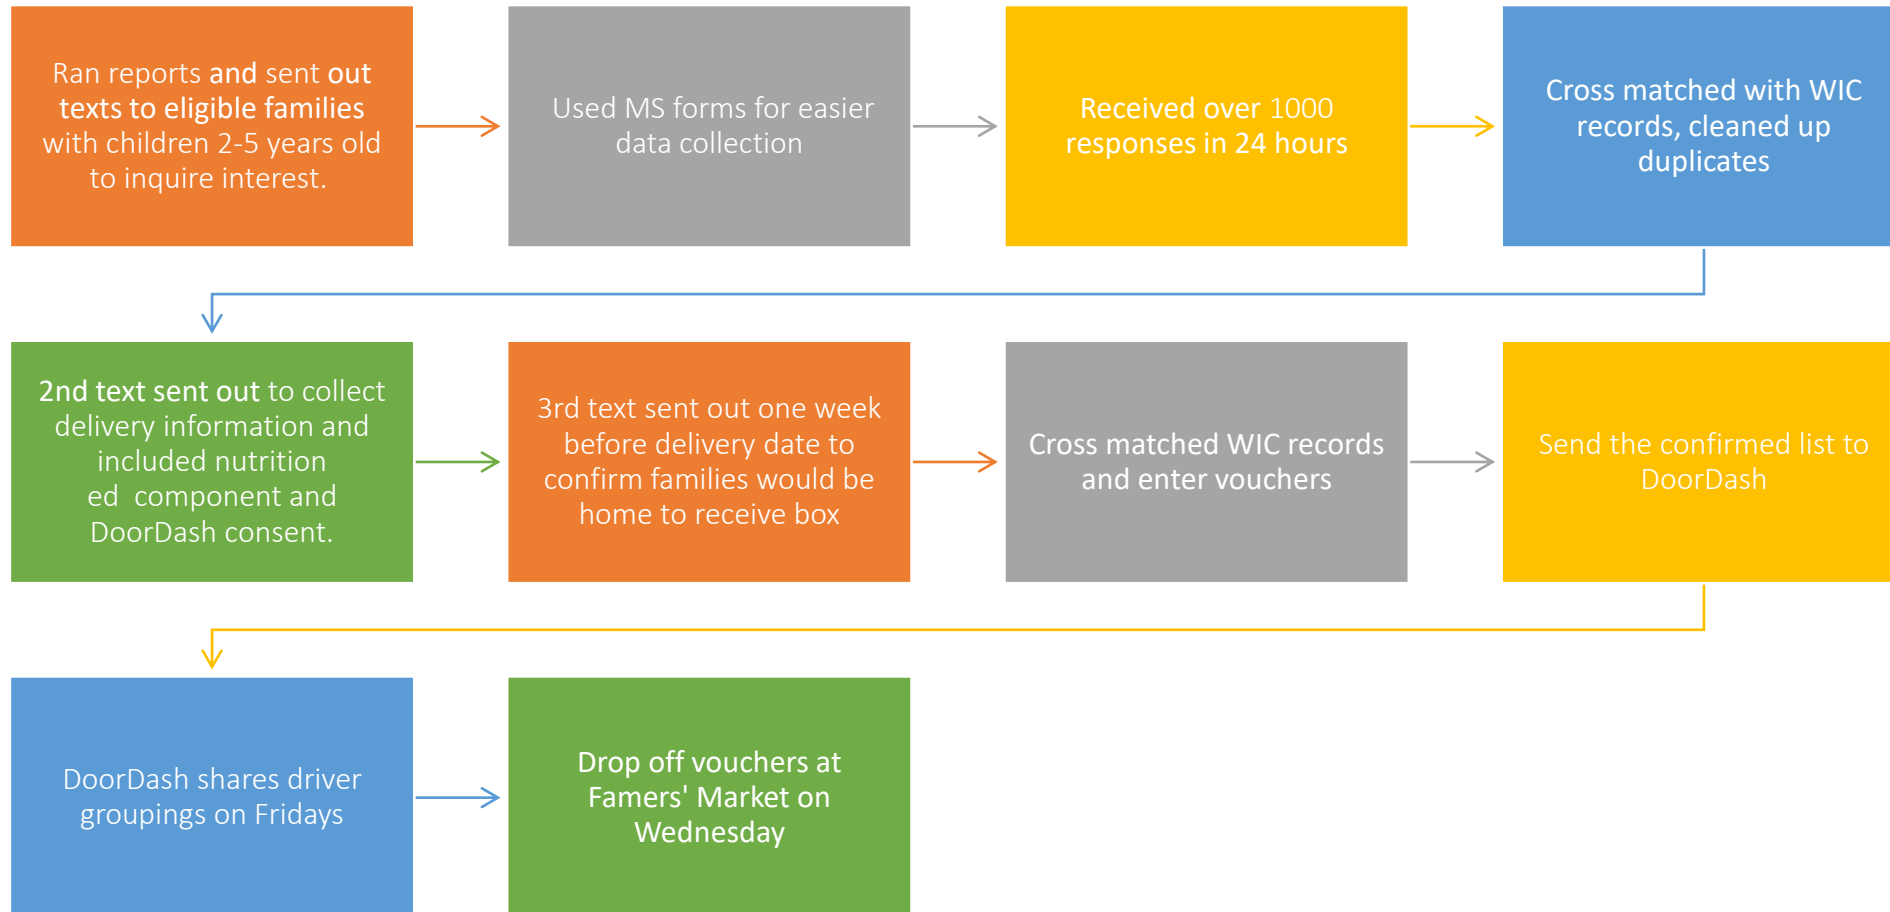 Ran reports and sent out
texts to eligible families
with children 2-5 years old
to inquire interest.
Used MS forms for easier
data collection
Received over 1000
responses in 24 hours
Cross matched with WIC
records, cleaned up
duplicates
2nd text sent out to collect
delivery information and
included nutrition
ed  component and
DoorDash consent.
3rd text sent out one week
before delivery date to
confirm families would be
home to receive box
Cross matched WIC records
and enter vouchers
Send the confirmed list to
DoorDash
DoorDash shares driver
groupings on Fridays
Drop off vouchers at
Famers' Market on
Wednesday